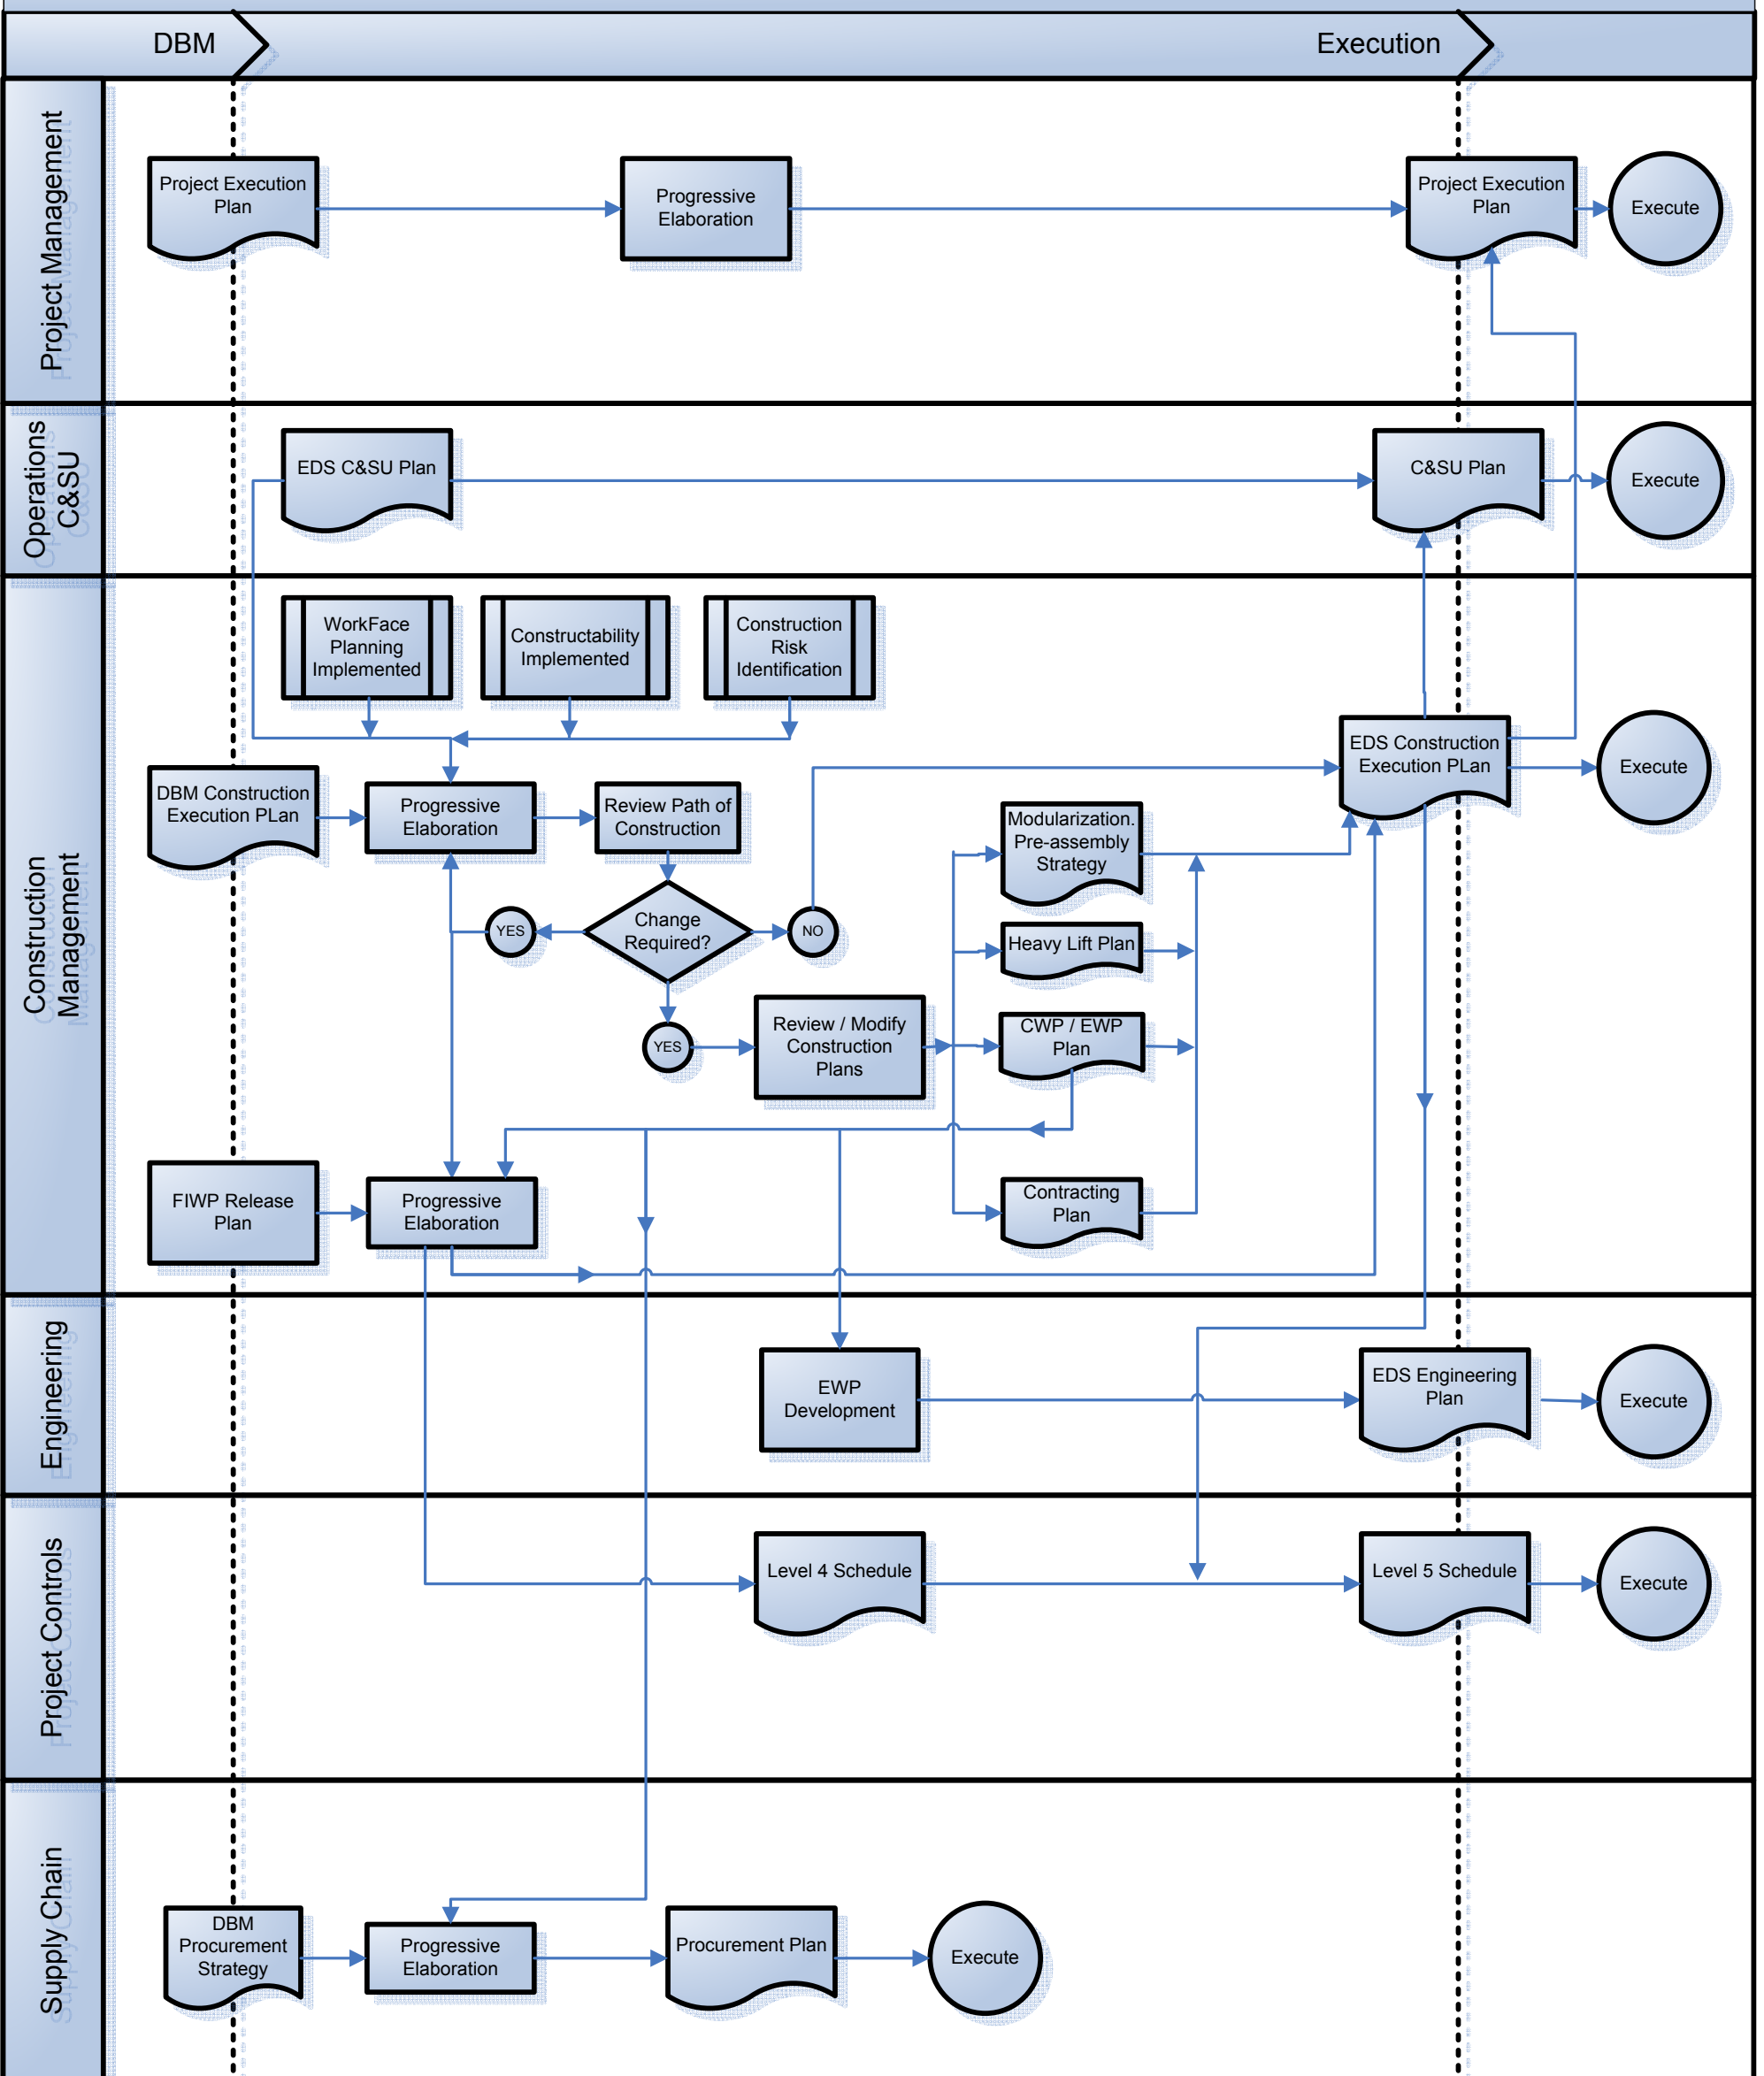 DBM
Execution
Project Management
Project Execution
Plan
Progressive
Elaboration
Project Execution
Plan
Execute
Operations
C&SU
EDS C&SU Plan
C&SU Plan
Execute
Construction
Management
WorkFace
Planning
Implemented
Constructability
Implemented
Construction
Risk
Identification
DBM Construction
Execution PLan
Progressive
Elaboration
Review Path of
Construction
EDS Construction
Execution PLan
Execute
Modularization.
Pre-assembly
Strategy
YES
Change
Required?
NO
Heavy Lift Plan
YES
Review / Modify
Construction
Plans
CWP / EWP
Plan
FIWP Release
Plan
Progressive
Elaboration
Contracting
Plan
Engineering
EWP
Development
EDS Engineering
Plan
Execute
Project Controls
Level 4 Schedule
Level 5 Schedule
Execute
Supply Chain
DBM
Procurement
Strategy
Progressive
Elaboration
Procurement Plan
Execute